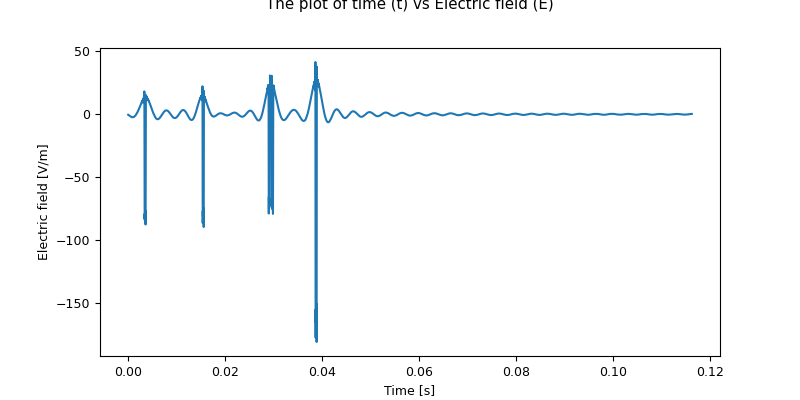 The plot of time (t) vs Electric field (E)
50
0
−50
−100
−150
Electric field [V/m]
0.00 0.02 0.04 0.06 0.08 0.10 0.12
Time [s]